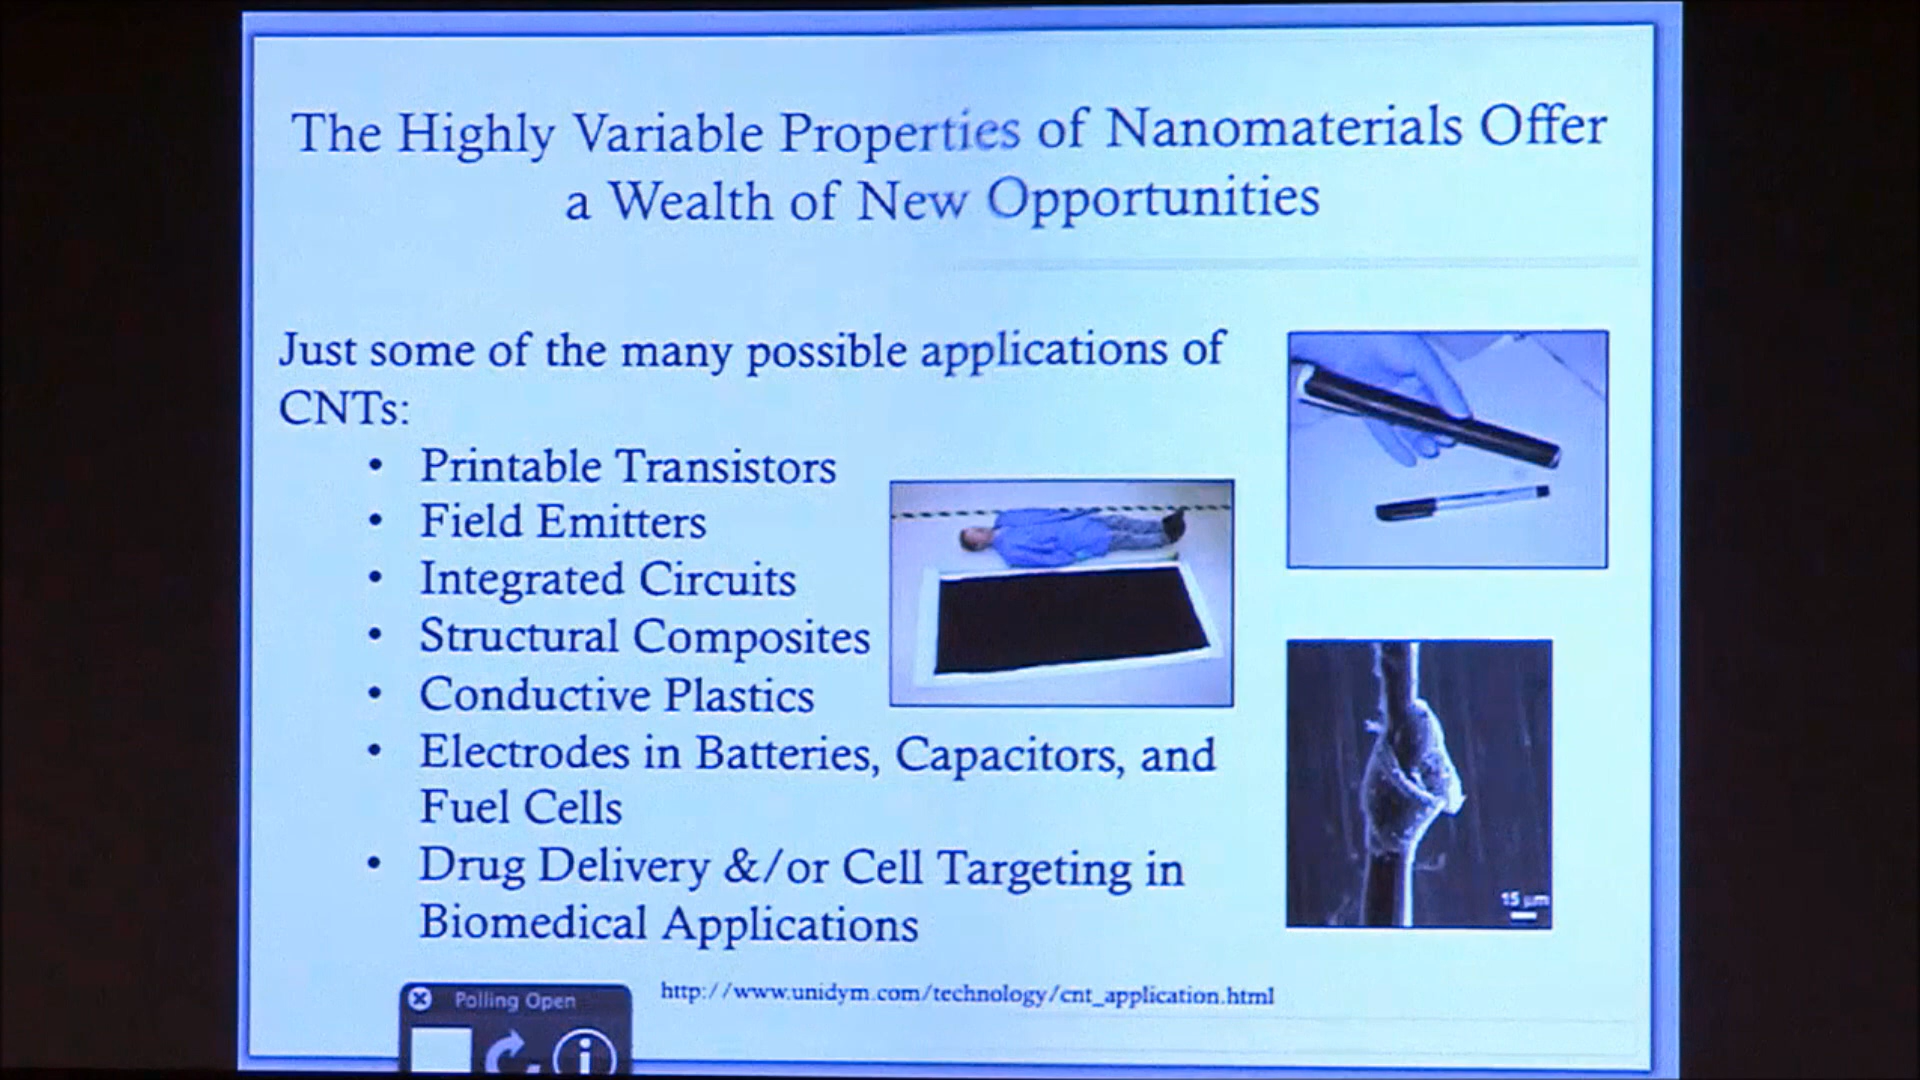 The Highly Variable Properties of Nanomaterials Offer
a Wealth of New Opportunities
Just some of the many possible applications of
CNTs:
• Printable Transistors
• Field Emitters
• Integrated Circuits
• Structural Composites
• Conductive Plastics
• Electrodes in Batteries, Capacitors, and
Fuel Cells
• Drug Delivery &/or Cell Targeting in
Biomedical Applications
15 µm
http://www.unidym.com/technology/cnt_application.html
Polling Open